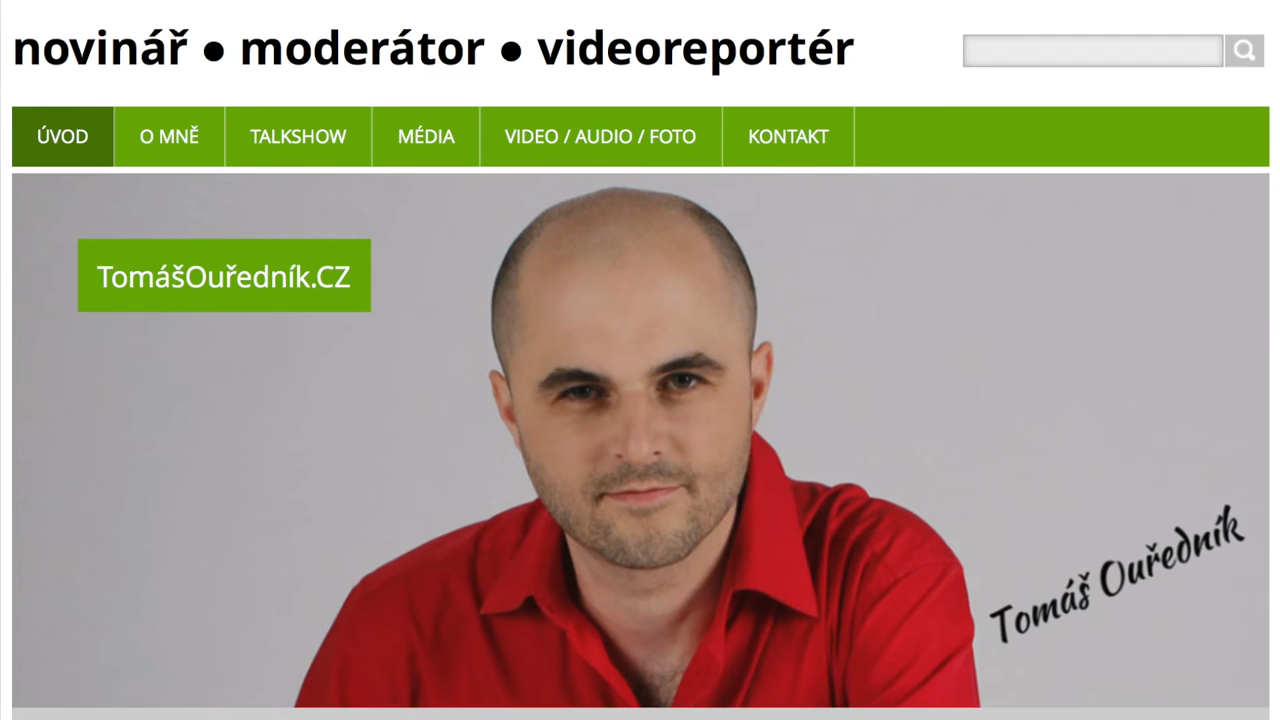 novinář ● moderátor ● videoreportér
ÚVOD O MNĚ TALKSHOW MÉDIA VIDEO / AUDIO / FOTO KONTAKT
TomášOuředník.CZ
Tomáš Ouředník